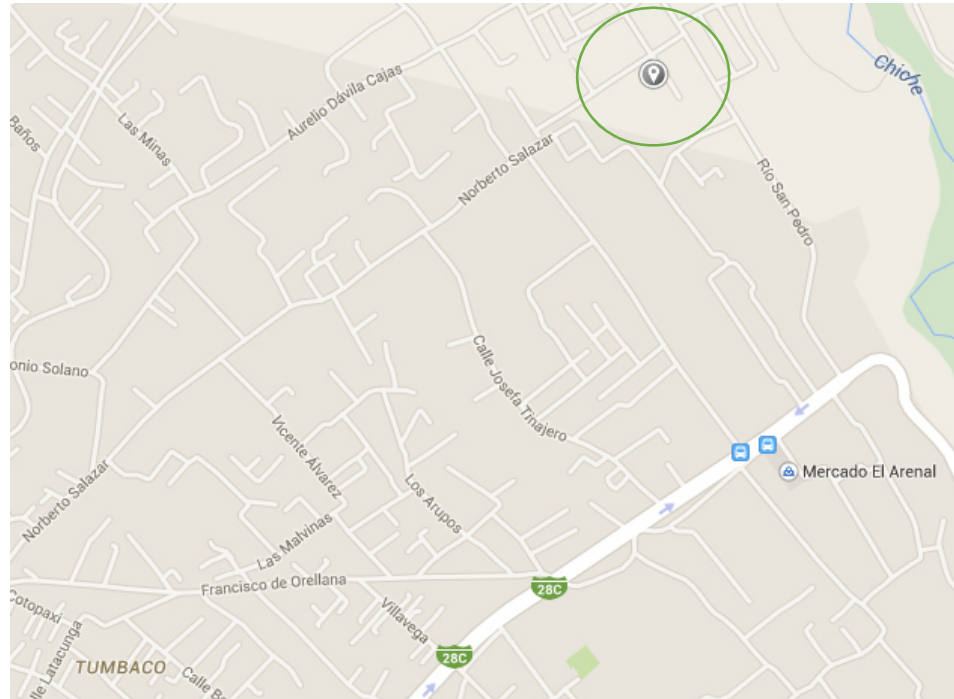 Chiche
Aurelio Dávila Cajas
Las Minas
Baños
Norberto Salazar
Río San Pedro
Calle Josefa Tinajero
onio Solano
Vicente Álvarez
Los Arupos
Mercado El Arenal
Norberto Salazar
Las Malvinas
Francisco de Orellana
28C
Cotopaxi
Villavega
28C
lle Latacunga
TUMBACO
Calle Bo